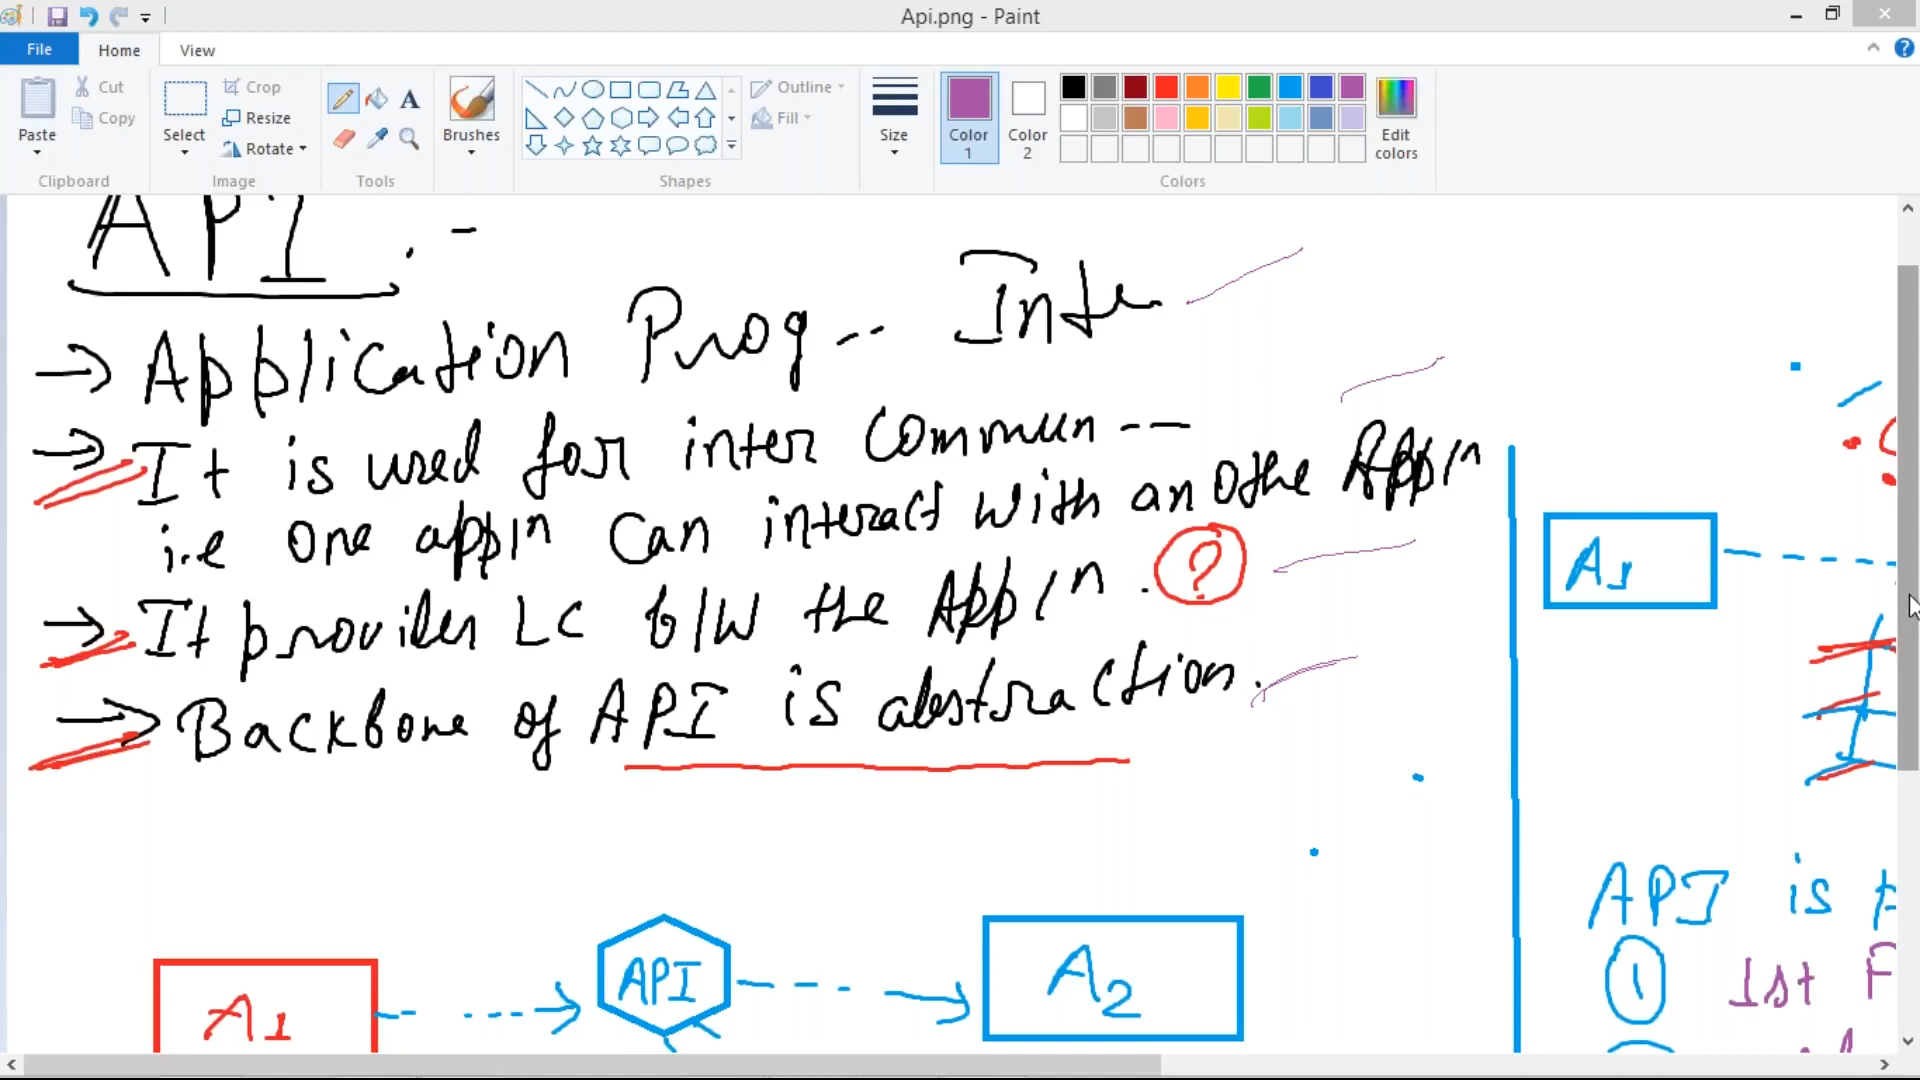 Api.png - Paint
File Home View
Paste
Cut
Copy
Clipboard
Select
Crop
Resize
Rotate
Image
Tools
Brushes
Shapes
Outline
Fill
Size
Color 1
Color 2
Edit colors
Colors
API :-
→ Application Prog -- Inte
→ It is used for inter Commun --
i.e One appln Can interact with an Othe Appln
→ It provides LC b/W the Appln . ?
→ Backbone of API is abstraction.
A1
API
A2
A1
API is
1 1st F